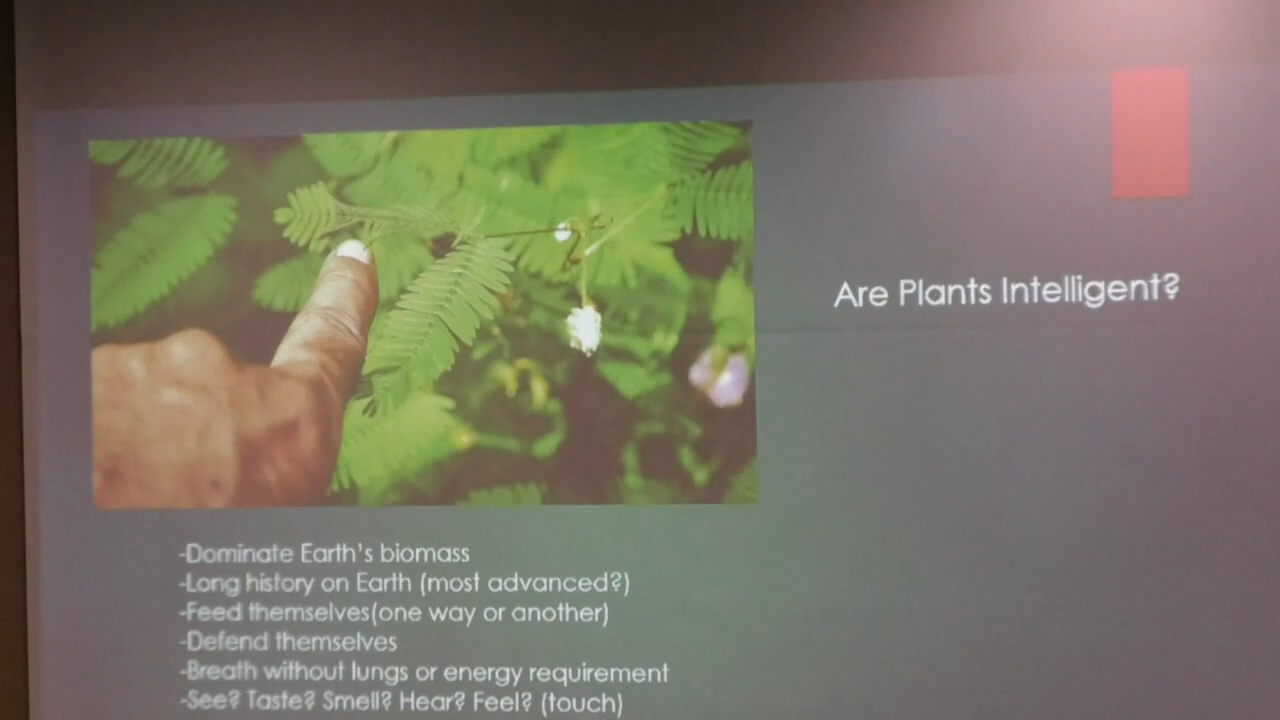 Are Plants Intelligent?
-Dominate Earth's biomass
-Long history on Earth (most advanced?)
-Feed themselves(one way or another)
-Defend themselves
-Breath without lungs or energy requirement
-See? Taste? Smell? Hear? Feel? (touch)